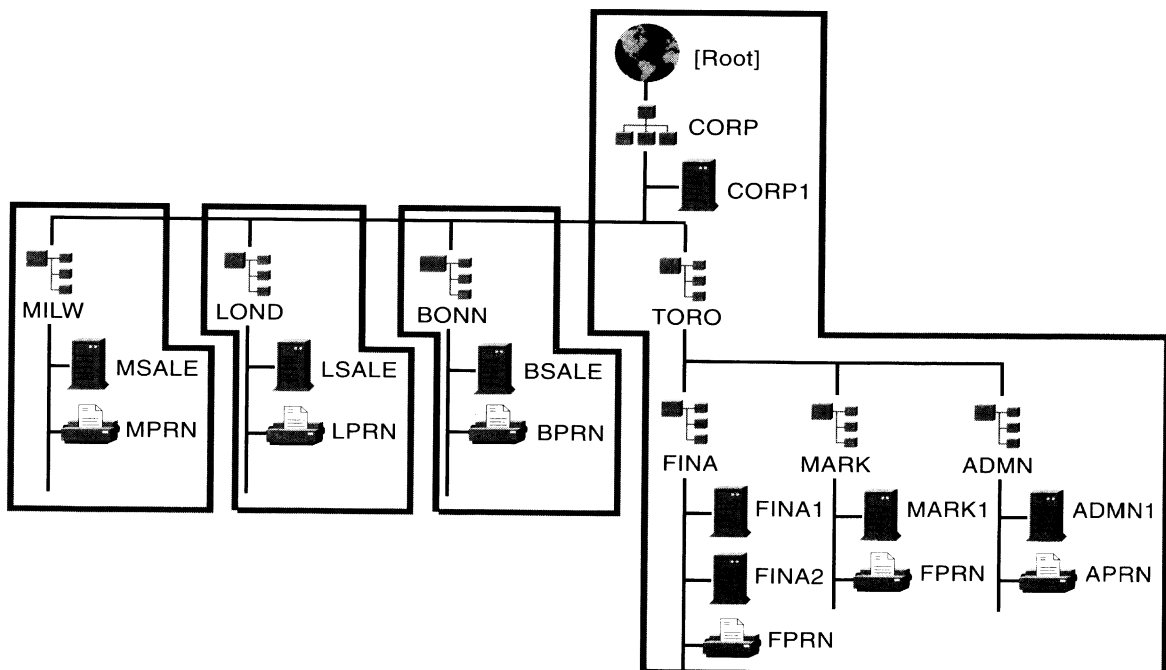 [Root]
CORP
CORP1
MILW
LOND
BONN
TORO
MSALE
LSALE
BSALE
MPRN
LPRN
BPRN
FINA
MARK
ADMN
FINA1
MARK1
ADMN1
FINA2
FPRN
APRN
FPRN